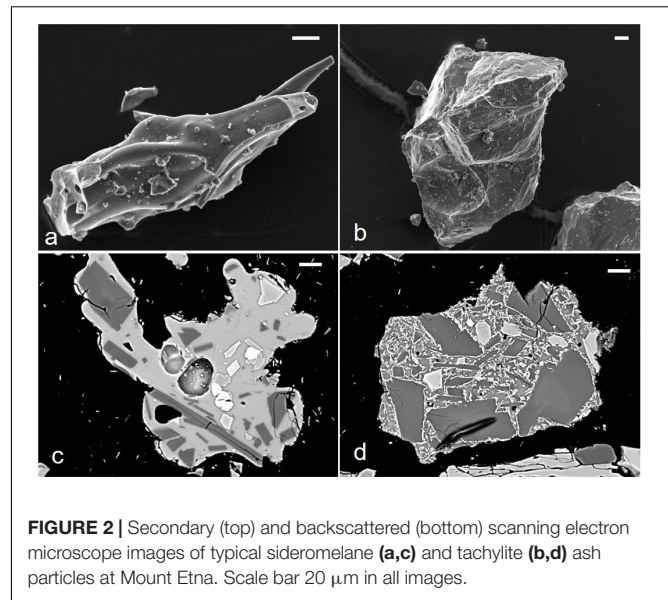 a
b
c
d
FIGURE 2 | Secondary (top) and backscattered (bottom) scanning electron
microscope images of typical sideromelane (a,c) and tachylite (b,d) ash
particles at Mount Etna. Scale bar 20 μm in all images.